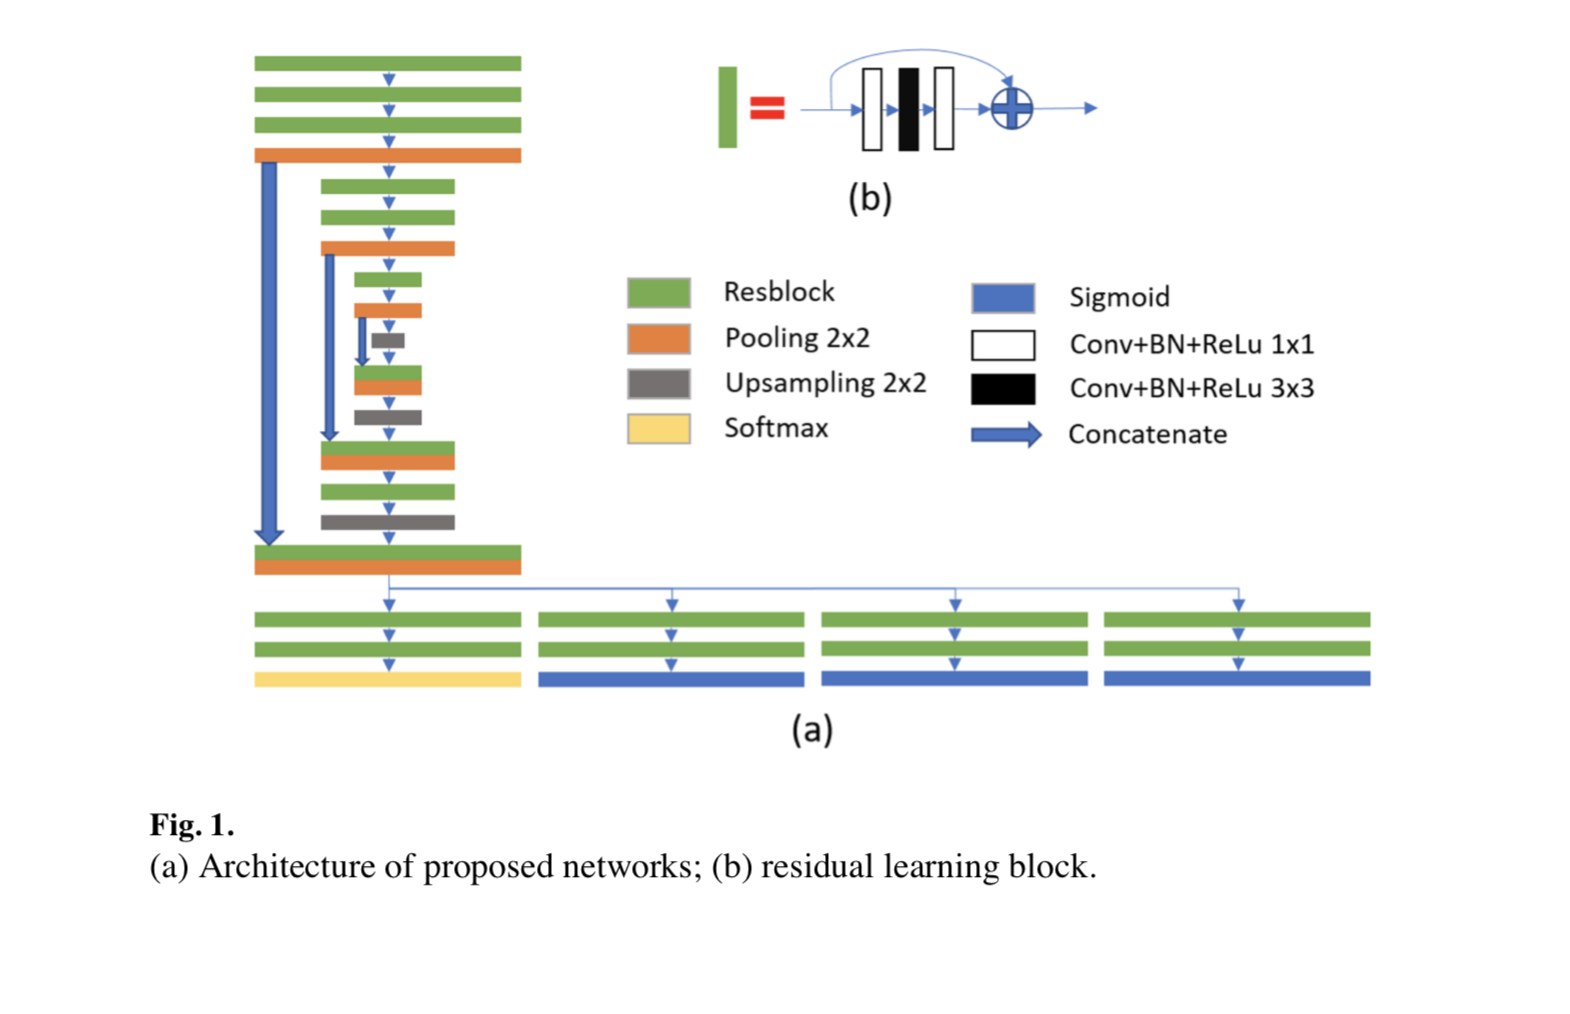 (b)
Resblock
Pooling 2x2
Upsampling 2x2
Softmax
Sigmoid
Conv+BN+ReLu 1x1
Conv+BN+ReLu 3x3
Concatenate
(a)
Fig. 1.
(a) Architecture of proposed networks; (b) residual learning block.